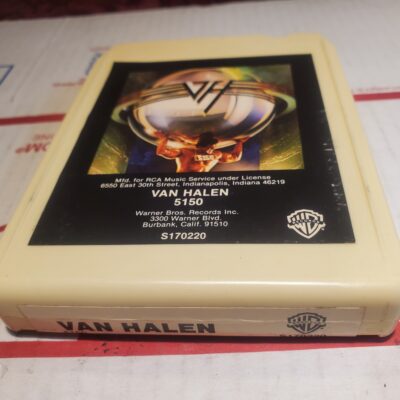 VH
Mfd. for RCA Music Service under License
6550 East 30th Street, Indianapolis, Indiana 46219
VAN HALEN
5150
Warner Bros. Records Inc.
3300 Warner Blvd.
Burbank, Calif. 91510
S170220
VAN HALEN